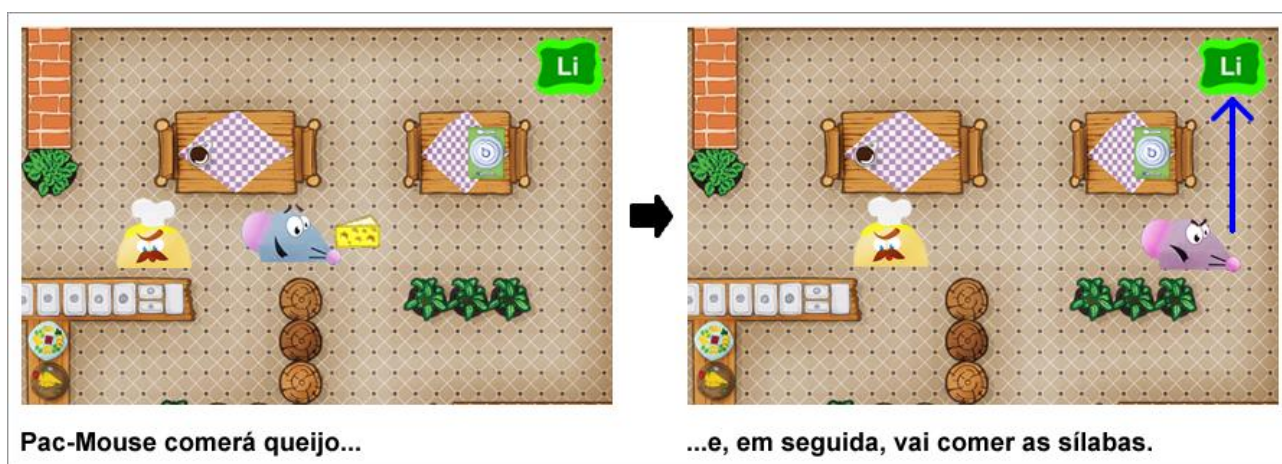 Li
Li
Pac-Mouse comerá queijo...
...e, em seguida, vai comer as sílabas.